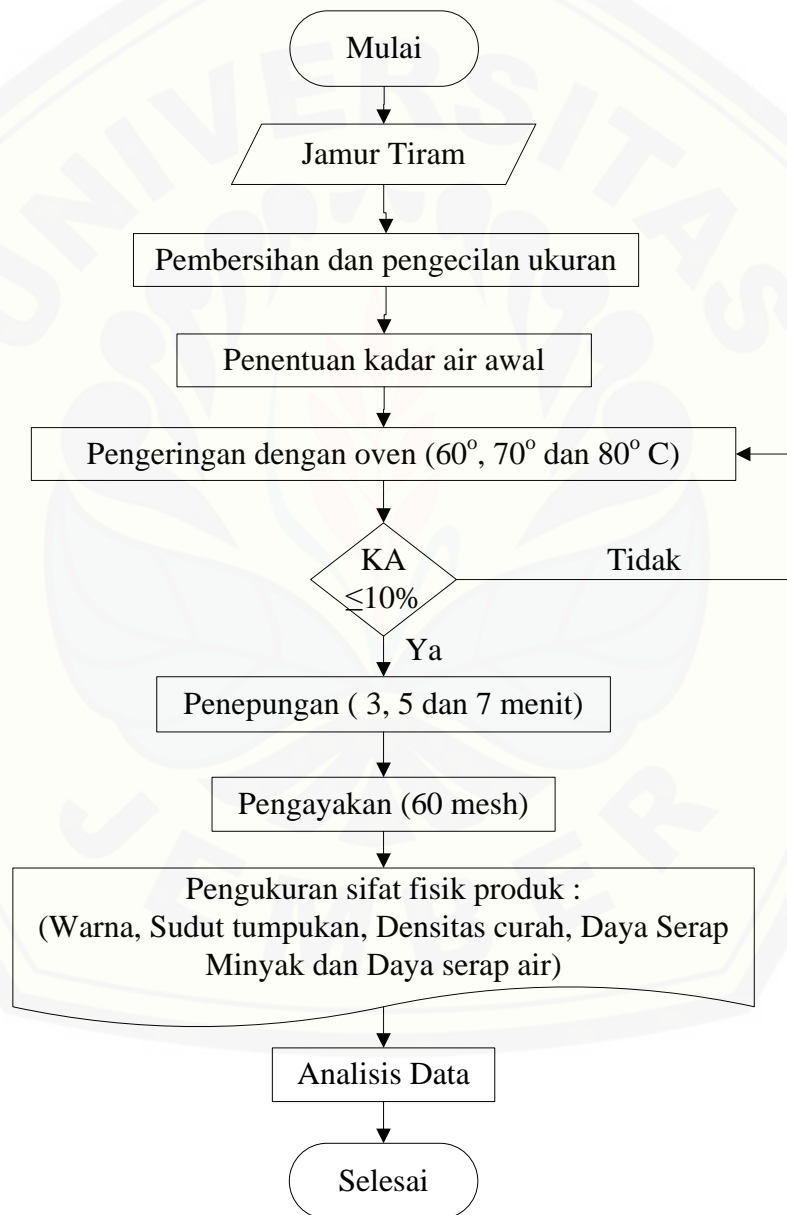 UNIVERSITAS
Mulai
Jamur Tiram
Pembersihan dan pengecilan ukuran
Penentuan kadar air awal
Pengeringan dengan oven (60°, 70° dan 80° C)
KA
≤10%
Tidak
Ya
Penepungan ( 3, 5 dan 7 menit)
Pengayakan (60 mesh)
Pengukuran sifat fisik produk :
(Warna, Sudut tumpukan, Densitas curah, Daya Serap
Minyak dan Daya serap air)
Analisis Data
Selesai
JEMBER